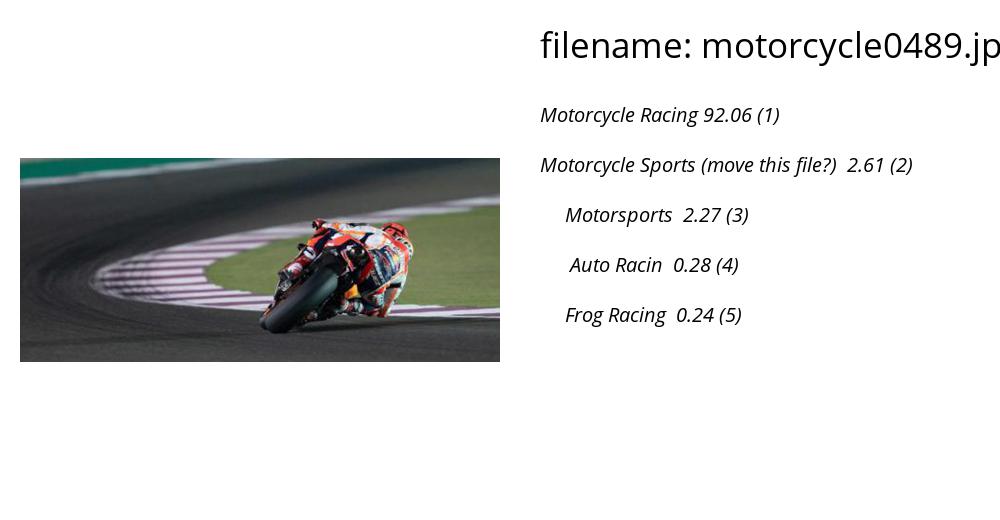 filename: motorcycle0489.jp
Motorcycle Racing 92.06 (1)
Motorcycle Sports (move this file?) 2.61 (2)
Motorsports 2.27 (3)
Auto Racin 0.28 (4)
Frog Racing 0.24 (5)